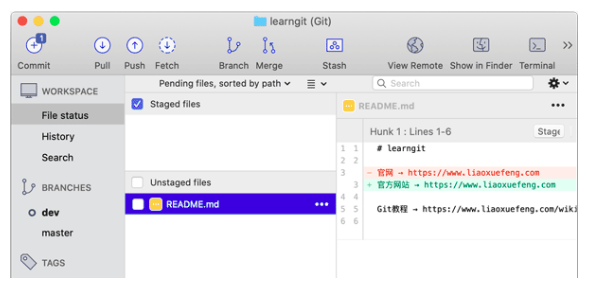 learngit (Git)
1
Commit Pull Push Fetch Branch Merge Stash View Remote Show in Finder Terminal
WORKSPACE
File status
History
Search
BRANCHES
dev
master
TAGS
Pending files, sorted by path
Search
Staged files
Unstaged files
README.md
README.md
Hunk 1 : Lines 1-6
Stage
1 1 # learngit
2 2
3 - 官网 → https://www.liaoxuefeng.com
3 + 官方网站 → https://www.liaoxuefeng.com
4 4
5 5 Git教程 → https://www.liaoxuefeng.com/wiki
6 6